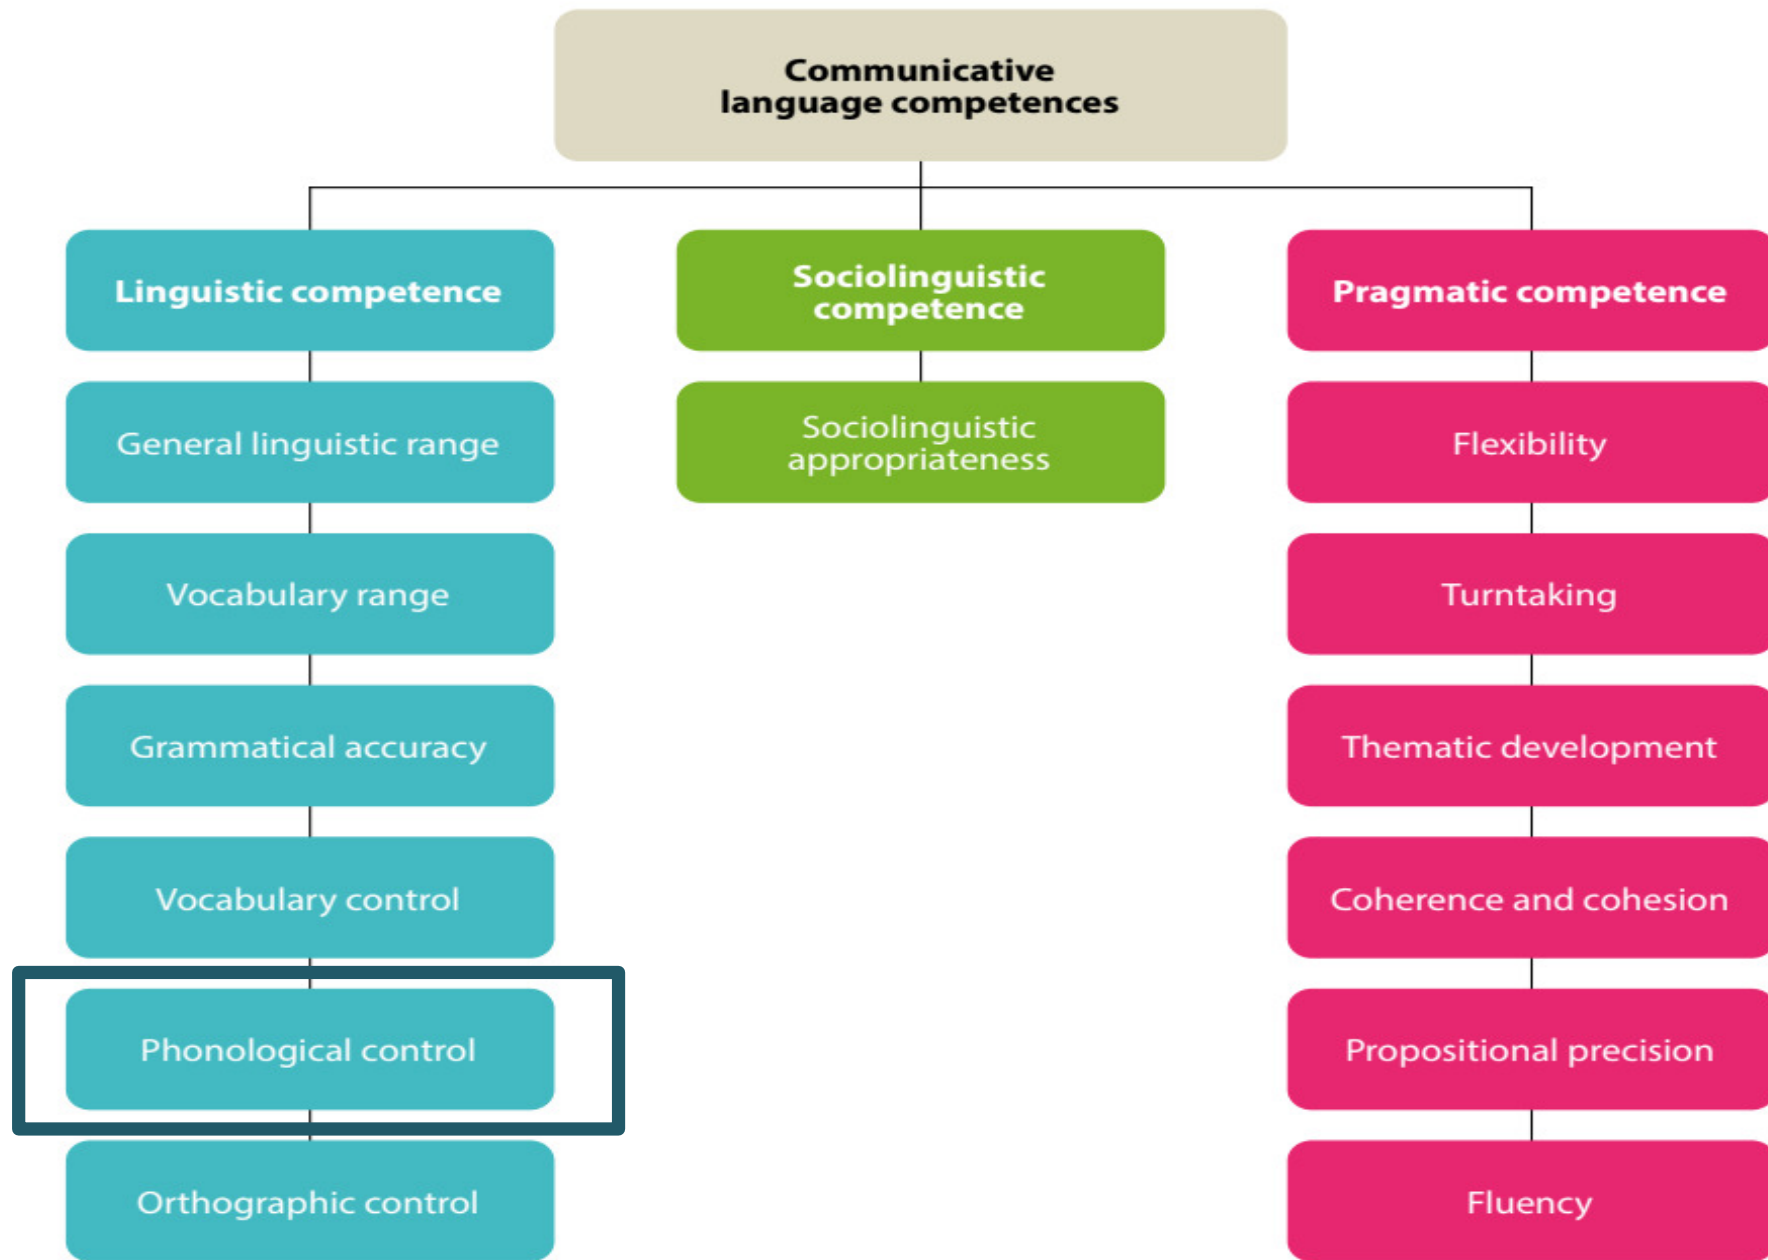 Communicative
language competences
Linguistic competence
General linguistic range
Vocabulary range
Grammatical accuracy
Vocabulary control
Phonological control
Orthographic control
Sociolinguistic
competence
Sociolinguistic
appropriateness
Pragmatic competence
Flexibility
Turntaking
Thematic development
Coherence and cohesion
Propositional precision
Fluency